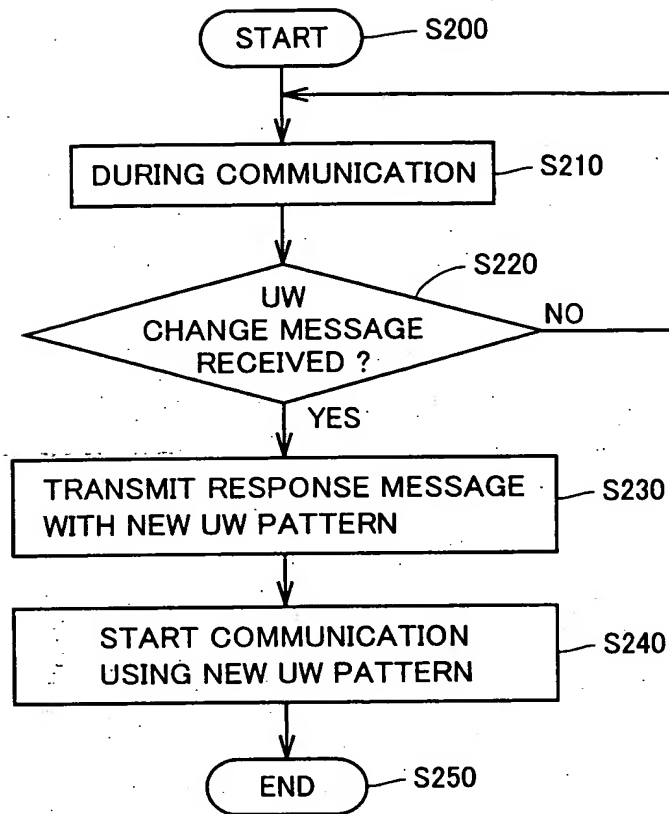 START
S200
DURING COMMUNICATION
S210
S220
UW
CHANGE MESSAGE
RECEIVED ?
NO
YES
TRANSMIT RESPONSE MESSAGE
WITH NEW UW PATTERN
S230
START COMMUNICATION
USING NEW UW PATTERN
S240
END
S250